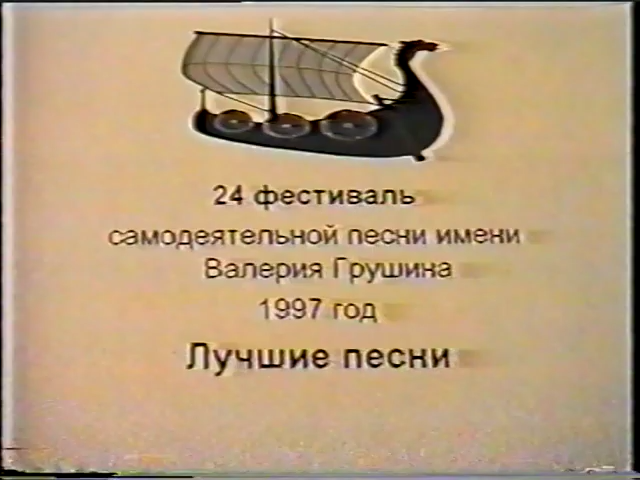 24 фестиваль
самодеятельной песни имени
Валерия Грушина
1997 год
Лучшие песни